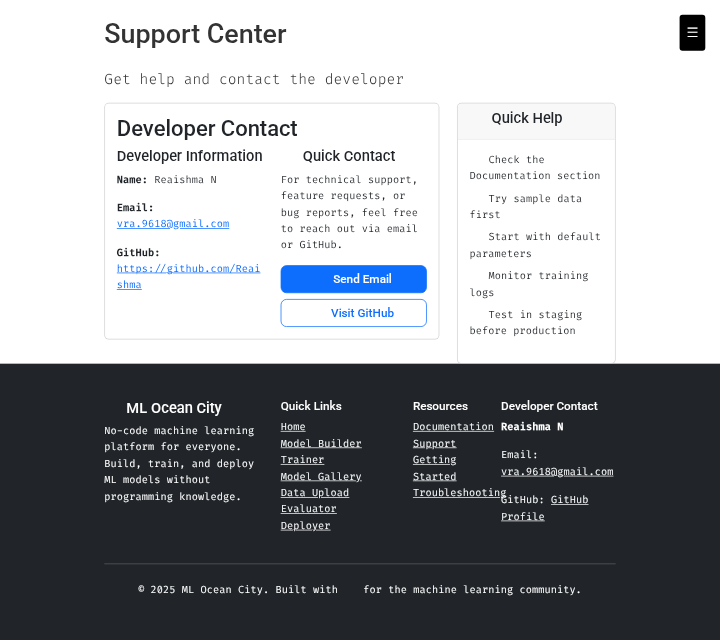 Support Center
☰
Get help and contact the developer
Developer Contact
Developer Information
Name: Reaishma N
Email:
vra.9618@gmail.com
GitHub:
https://github.com/Reai
shma
Quick Contact
For technical support,
feature requests, or
bug reports, feel free
to reach out via email
or GitHub.
Send Email
Visit GitHub
Quick Help
Check the
Documentation section
Try sample data
first
Start with default
parameters
Monitor training
logs
Test in staging
before production
ML Ocean City
No-code machine learning
platform for everyone.
Build, train, and deploy
ML models without
programming knowledge.
Quick Links
Home
Model Builder
Trainer
Model Gallery
Data Upload
Evaluator
Deployer
Resources
Documentation
Support
Getting
Started
Troubleshooting
Developer Contact
Reaishma N
Email:
vra.9618@gmail.com
GitHub: GitHub
Profile
© 2025 ML Ocean City. Built with for the machine learning community.